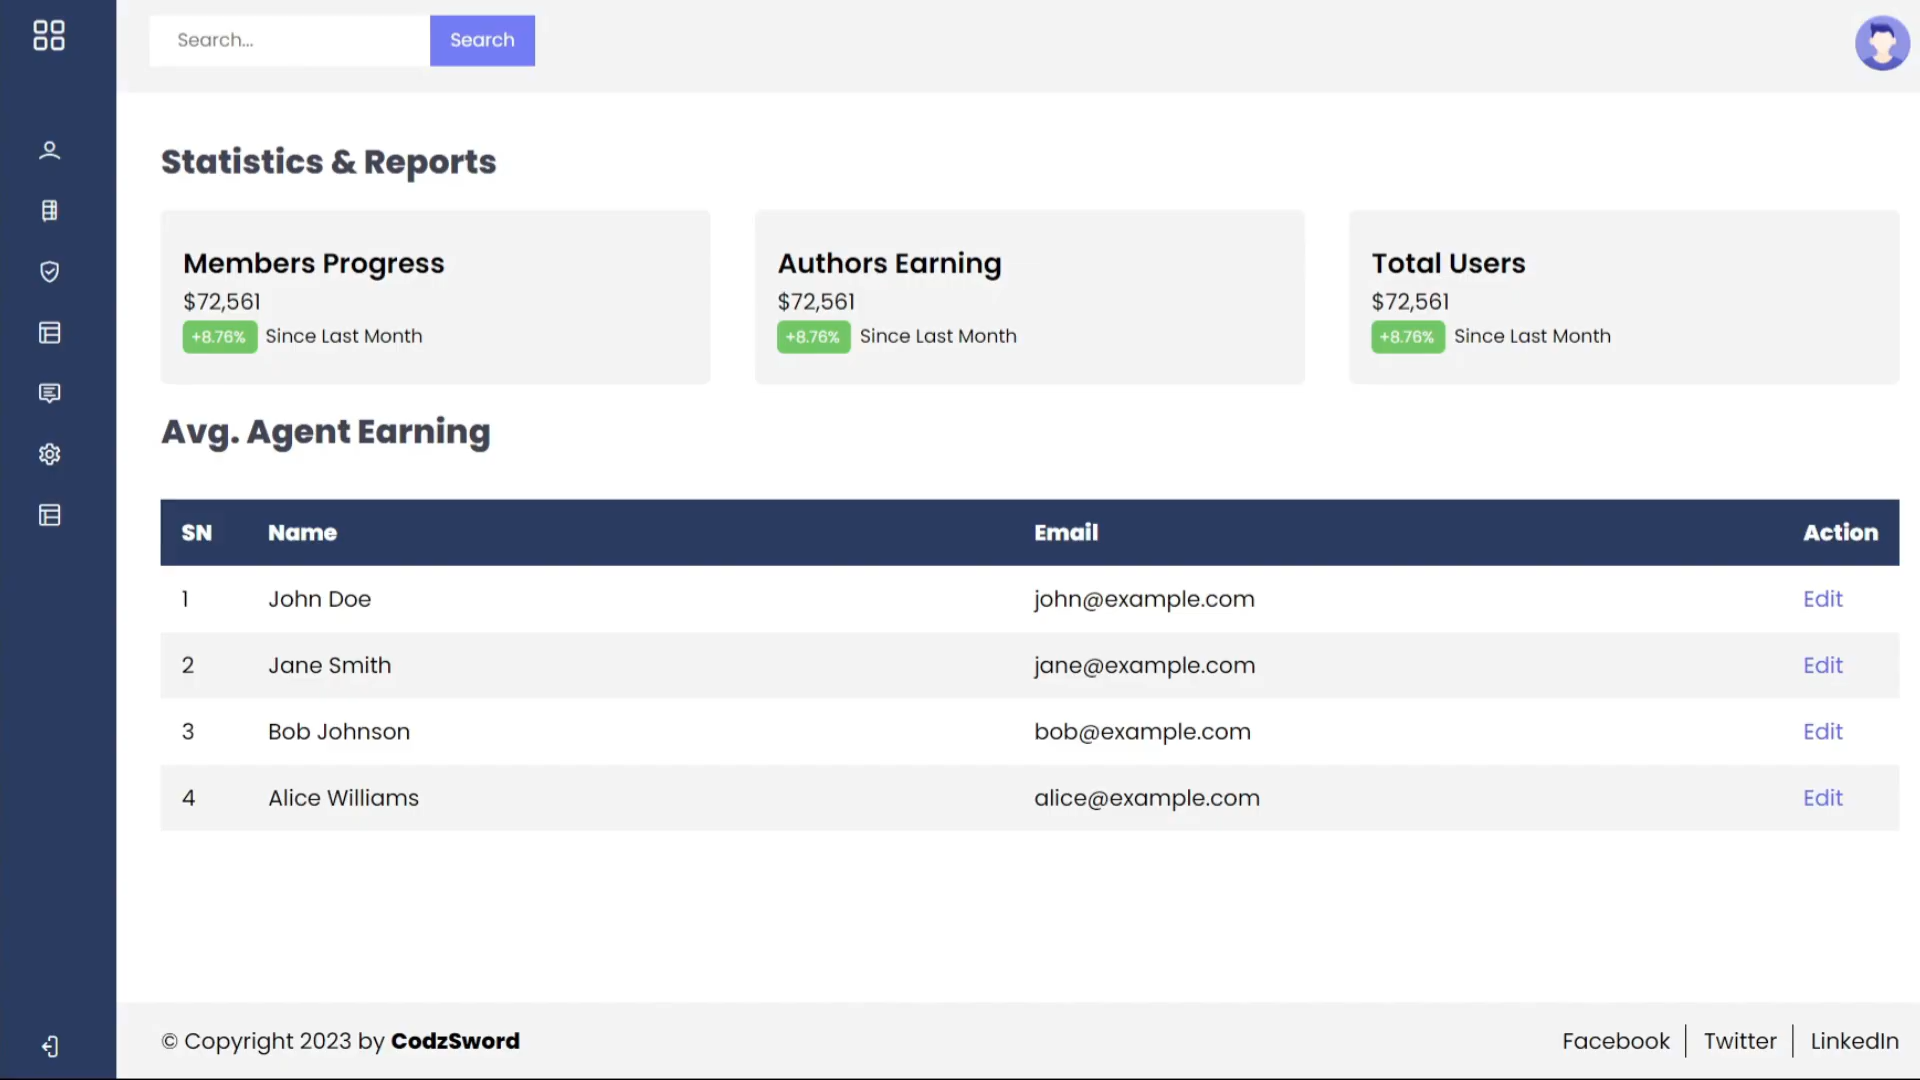 Search...
Search
Statistics & Reports
Members Progress
$72,561
+8.76% Since Last Month
Authors Earning
$72,561
+8.76% Since Last Month
Total Users
$72,561
+8.76% Since Last Month
Avg. Agent Earning
SN Name Email Action
1 John Doe john@example.com Edit
2 Jane Smith jane@example.com Edit
3 Bob Johnson bob@example.com Edit
4 Alice Williams alice@example.com Edit
© Copyright 2023 by CodzSword
Facebook Twitter LinkedIn